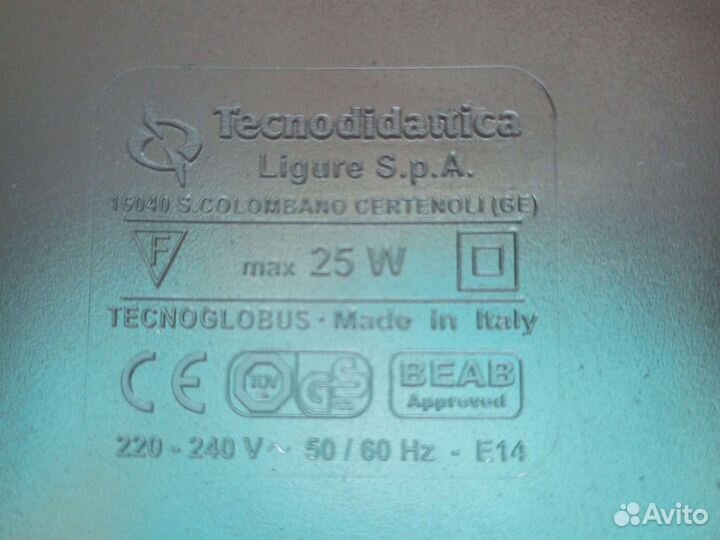 Tecnodidattica
Ligure S.p.A.
16040 S.COLOMBANO CERTENOLI (GE)
F max 25 W
TECNOGLOBUS · Made in Italy
CE TÜV GS BEAB
Approved
220 - 240 V ~ 50 / 60 Hz - E14
Avito